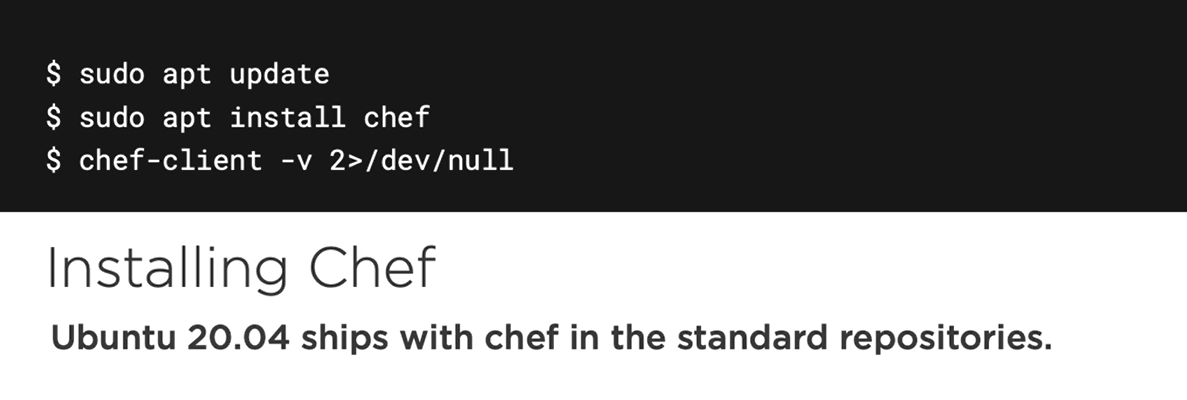 $ sudo apt update
$ sudo apt install chef
$ chef-client -v 2>/dev/null
Installing Chef
Ubuntu 20.04 ships with chef in the standard repositories.